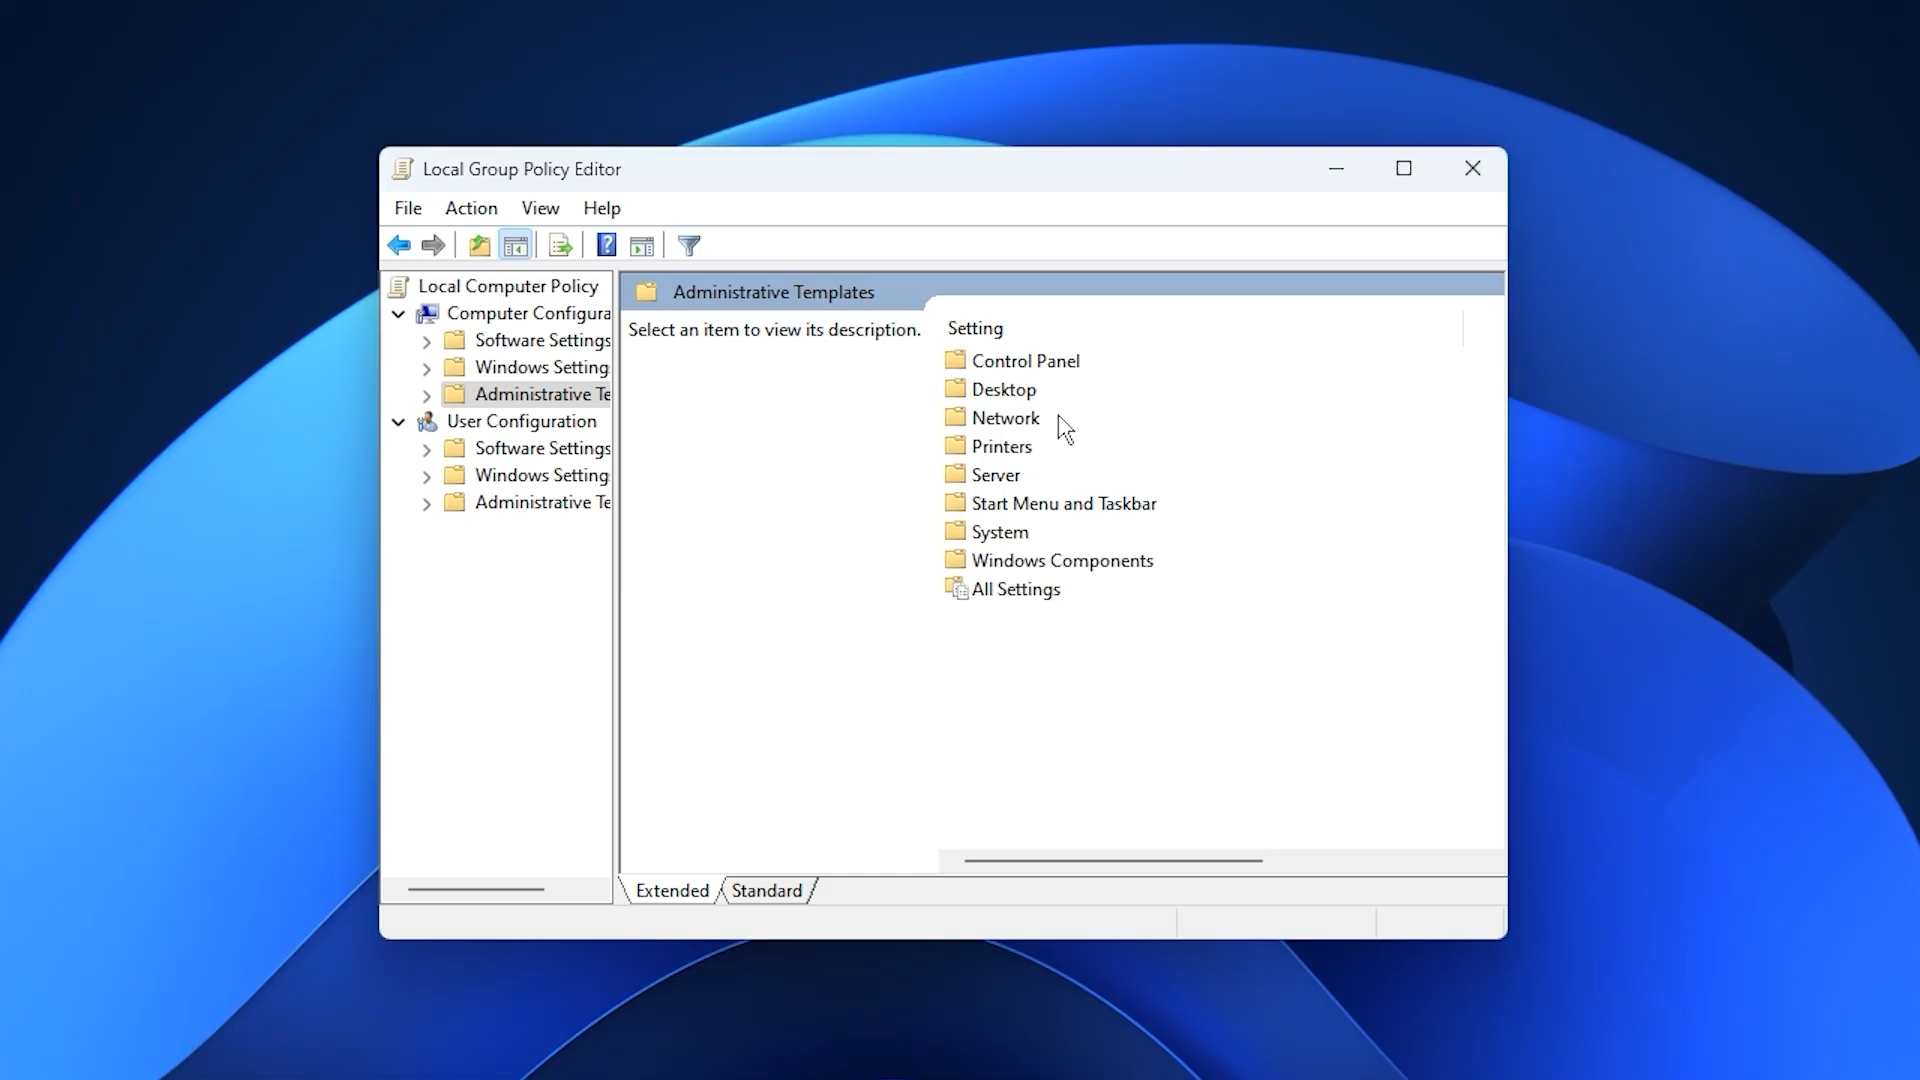 Local Group Policy Editor
File Action View Help
Local Computer Policy
Computer Configura
Software Settings
Windows Setting
Administrative Te
User Configuration
Software Settings
Windows Setting
Administrative Te
Administrative Templates
Select an item to view its description.
Setting
Control Panel
Desktop
Network
Printers
Server
Start Menu and Taskbar
System
Windows Components
All Settings
Extended Standard